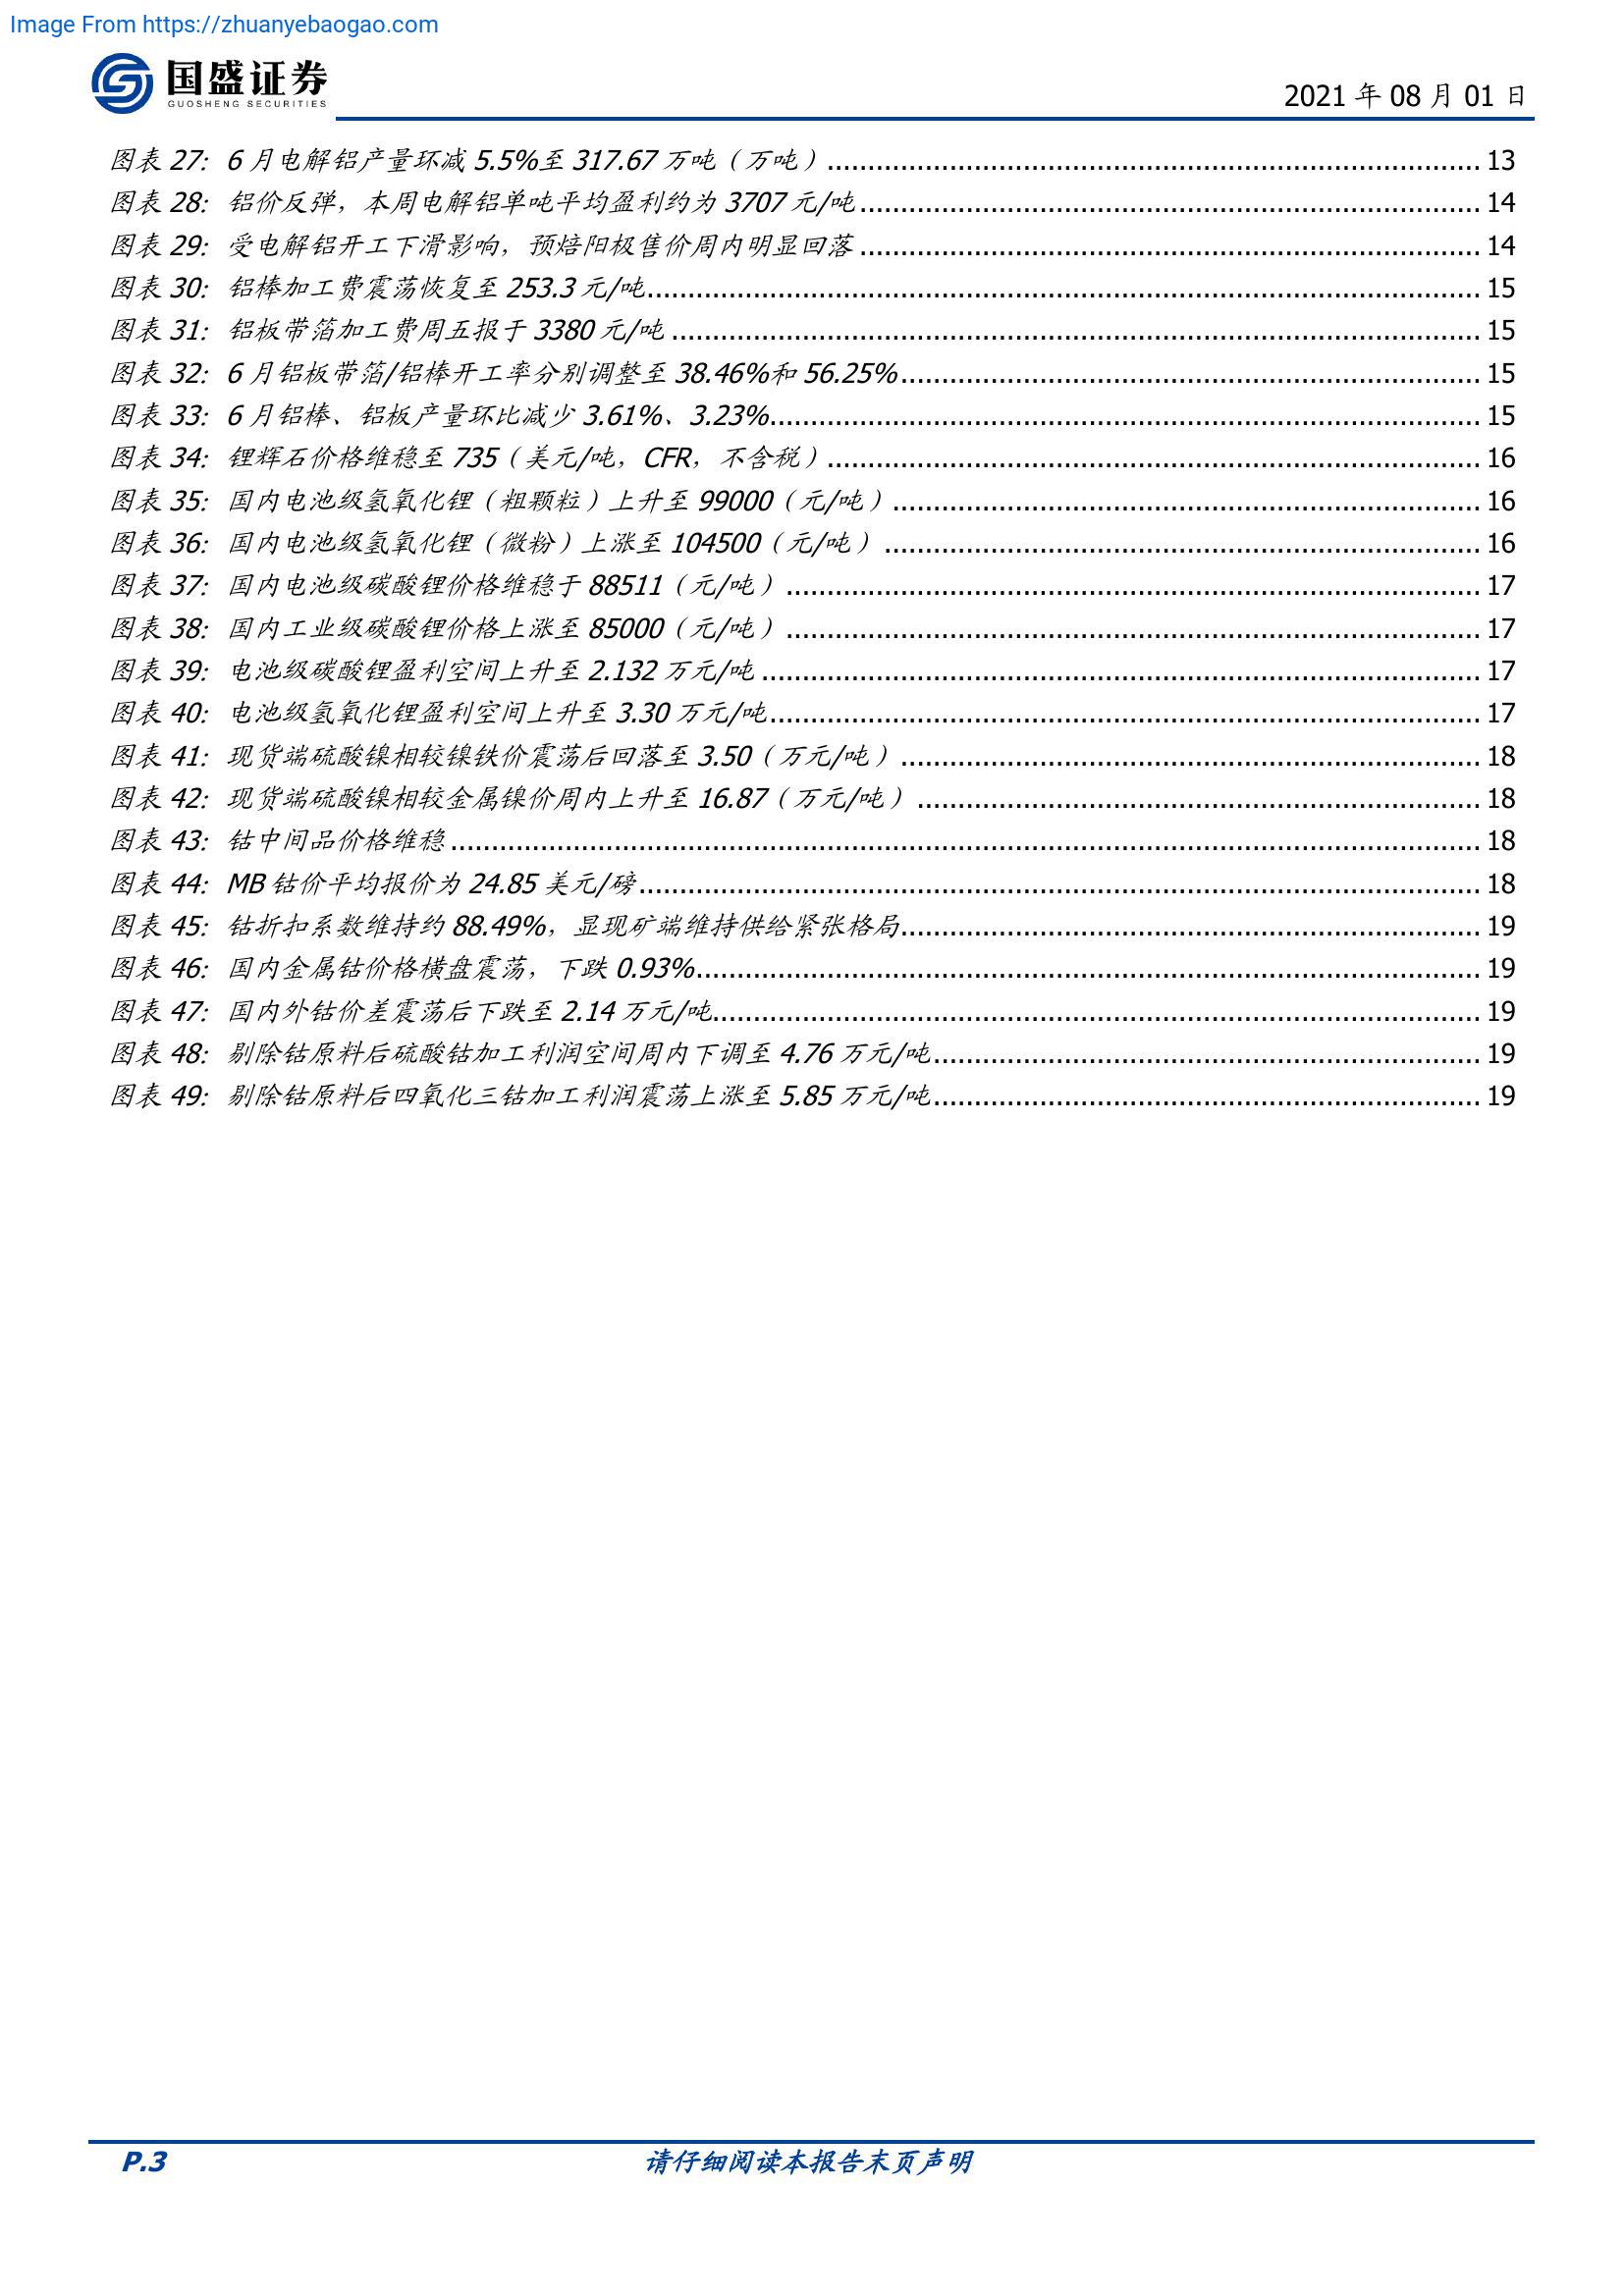 Image From https://zhuanyebaogao.com
国盛证券
GUOSHENG SECURITIES
2021 年 08 月 01 日
图表 27: 6 月电解铝产量环减 5.5%至 317.67 万吨（万吨）........................................ 13
图表 28: 铝价反弹，本周电解铝单吨平均盈利约为 3707 元/吨........................................ 14
图表 29: 受电解铝开工下滑影响，预焙阳极售价周内明显回落........................................ 14
图表 30: 铝棒加工费震荡恢复至 253.3 元/吨........................................ 15
图表 31: 铝板带箔加工费周五报于 3380 元/吨........................................ 15
图表 32: 6 月铝板带箔/铝棒开工率分别调整至 38.46%和 56.25%........................................ 15
图表 33: 6 月铝棒、铝板产量环比减少 3.61%、3.23%........................................ 15
图表 34: 锂辉石价格维稳至 735（美元/吨，CFR，不含税）........................................ 16
图表 35: 国内电池级氢氧化锂（粗颗粒）上升至 99000（元/吨）........................................ 16
图表 36: 国内电池级氢氧化锂（微粉）上涨至 104500（元/吨）........................................ 16
图表 37: 国内电池级碳酸锂价格维稳于 88511（元/吨）........................................ 17
图表 38: 国内工业级碳酸锂价格上涨至 85000（元/吨）........................................ 17
图表 39: 电池级碳酸锂盈利空间上升至 2.132 万元/吨........................................ 17
图表 40: 电池级氢氧化锂盈利空间上升至 3.30 万元/吨........................................ 17
图表 41: 现货端硫酸镍相较镍铁价震荡后回落至 3.50（万元/吨）........................................ 18
图表 42: 现货端硫酸镍相较金属镍价周内上升至 16.87（万元/吨）........................................ 18
图表 43: 钴中间品价格维稳........................................ 18
图表 44: MB 钴价平均报价为 24.85 美元/磅........................................ 18
图表 45: 钴折扣系数维持约 88.49%，显现矿端维持供给紧张格局........................................ 19
图表 46: 国内金属钴价格横盘震荡，下跌 0.93%........................................ 19
图表 47: 国内外钴价差震荡后下跌至 2.14 万元/吨........................................ 19
图表 48: 剔除钴原料后硫酸钴加工利润空间周内下调至 4.76 万元/吨........................................ 19
图表 49: 剔除钴原料后四氧化三钴加工利润震荡上涨至 5.85 万元/吨........................................ 19
P.3
请仔细阅读本报告末页声明